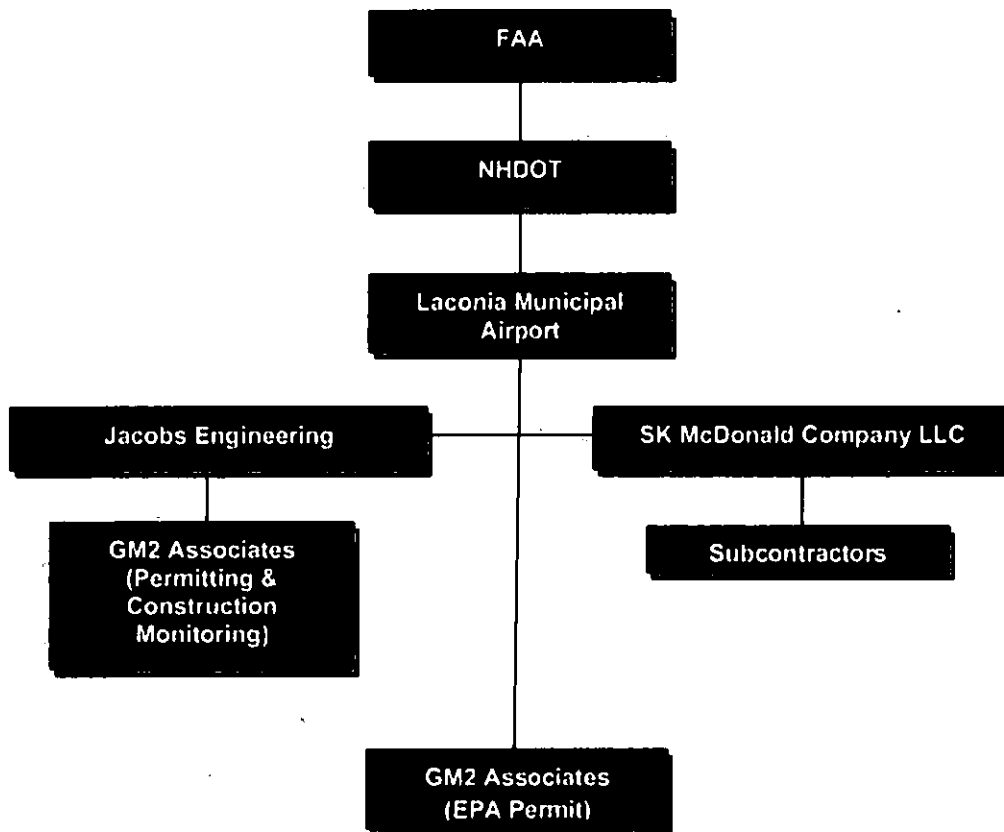 FAA
NHDOT
Laconia Municipal
Airport
Jacobs Engineering
SK McDonald Company LLC
GM2 Associates
(Permitting &
Construction
Monitoring)
Subcontractors
GM2 Associates
(EPA Permit)